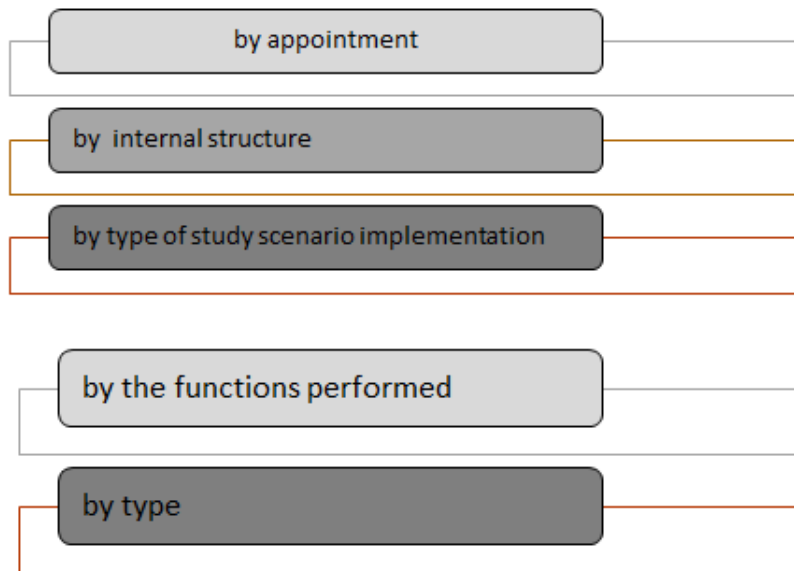 by appointment
by  internal structure
by type of study scenario implementation
by the functions performed
by type